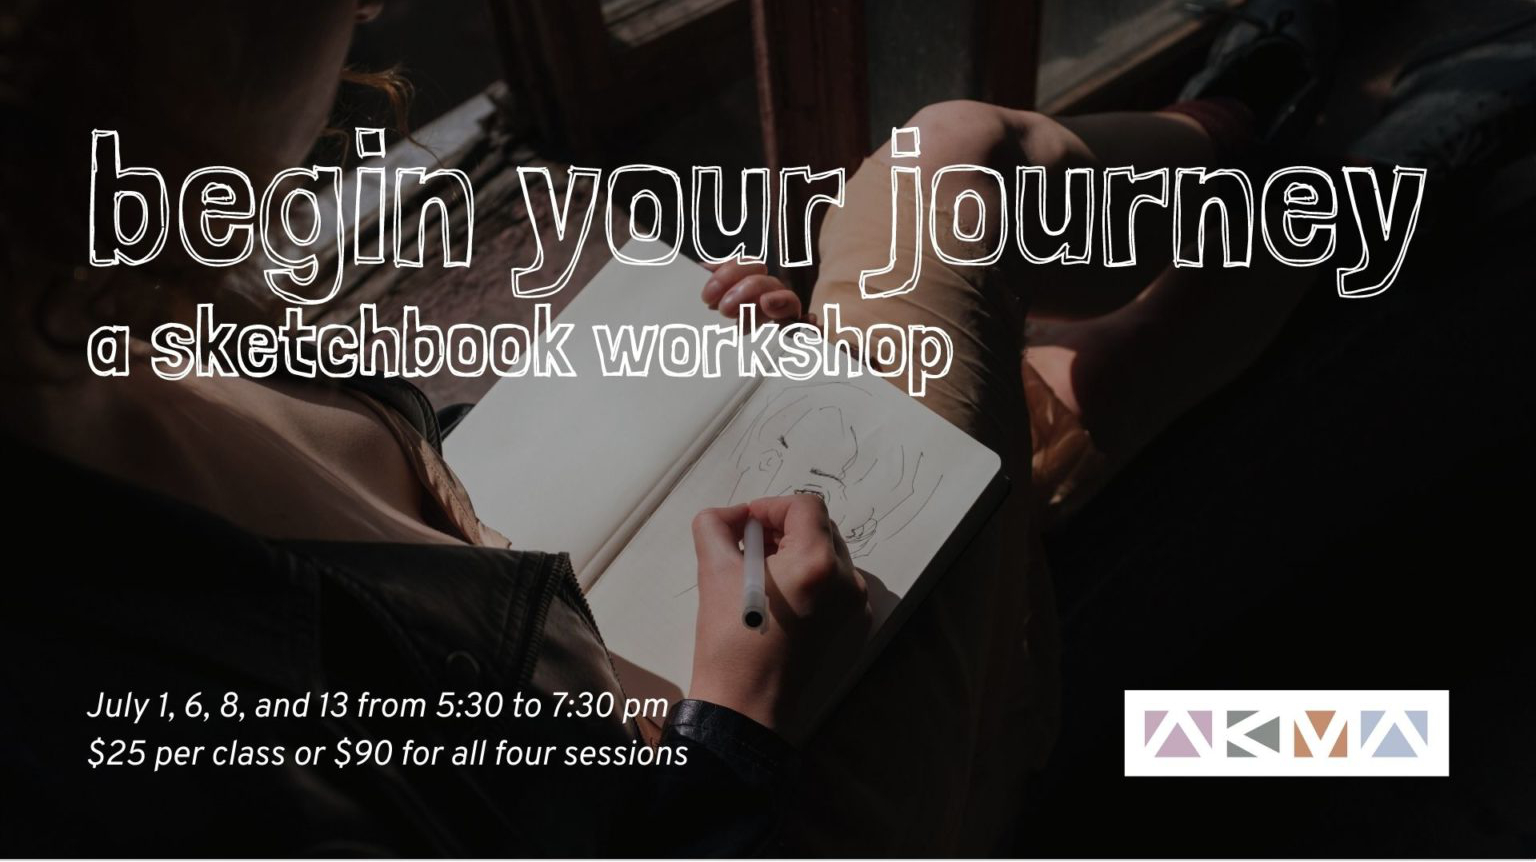 begin your journey
a sketchbook workshop
July 1, 6, 8, and 13 from 5:30 to 7:30 pm
$25 per class or $90 for all four sessions
AKMA